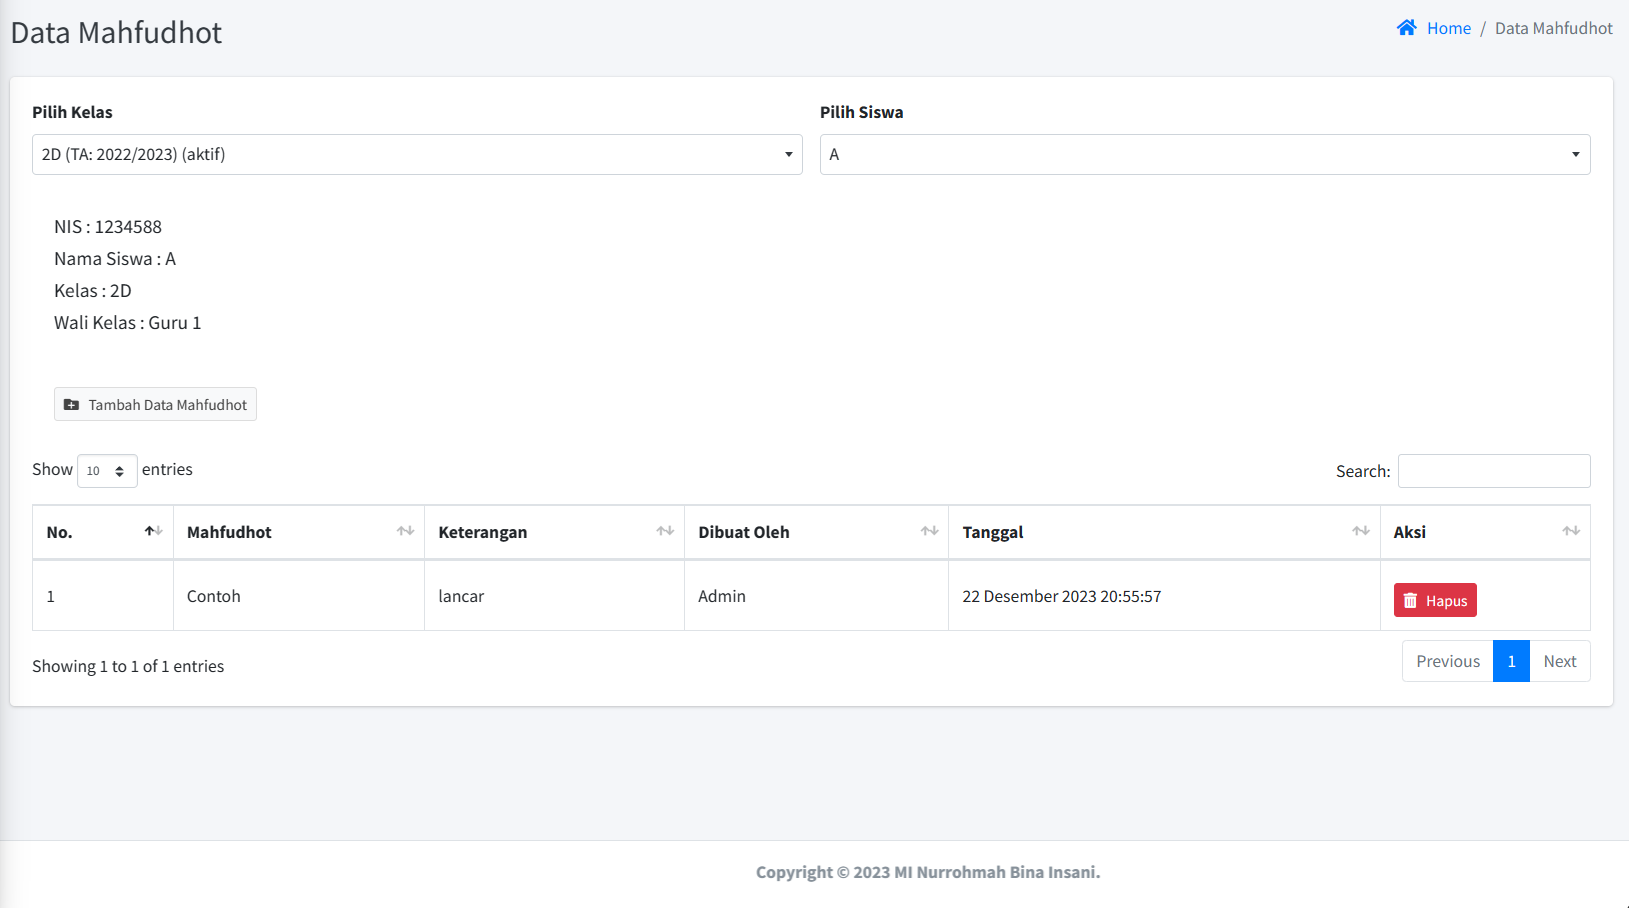 Data Mahfudhot
Home / Data Mahfudhot
Pilih Kelas
Pilih Siswa
2D (TA: 2022/2023) (aktif)
A
NIS : 1234588
Nama Siswa : A
Kelas : 2D
Wali Kelas : Guru 1
Tambah Data Mahfudhot
Show 10 entries
Search:
No. Mahfudhot Keterangan Dibuat Oleh Tanggal Aksi
1 Contoh lancar Admin 22 Desember 2023 20:55:57 Hapus
Showing 1 to 1 of 1 entries
Previous 1 Next
Copyright © 2023 MI Nurrohmah Bina Insani.